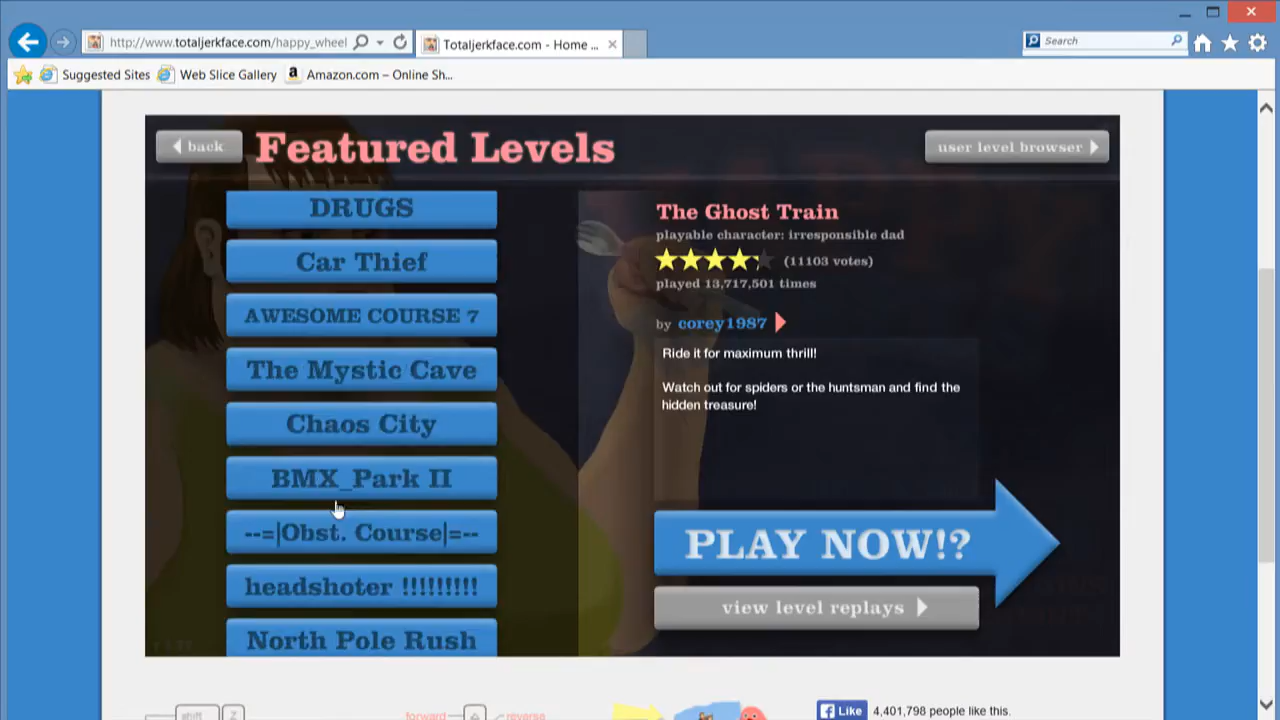 http://www.totaljerkface.com/happy_wheel
Totaljerkface.com - Home ...
Search
Suggested Sites
Web Slice Gallery
Amazon.com – Online Sh...
back
Featured Levels
user level browser
DRUGS
Car Thief
AWESOME COURSE 7
The Mystic Cave
Chaos City
BMX_Park II
--=|Obst. Course|=--
headshoter !!!!!!!!!
North Pole Rush
The Ghost Train
playable character: irresponsible dad
(11103 votes)
played 13,717,501 times
by corey1987
Ride it for maximum thrill!
Watch out for spiders or the huntsman and find the
hidden treasure!
PLAY NOW!?
view level replays
shift
Z
forward
reverse
Like
4,401,798 people like this.